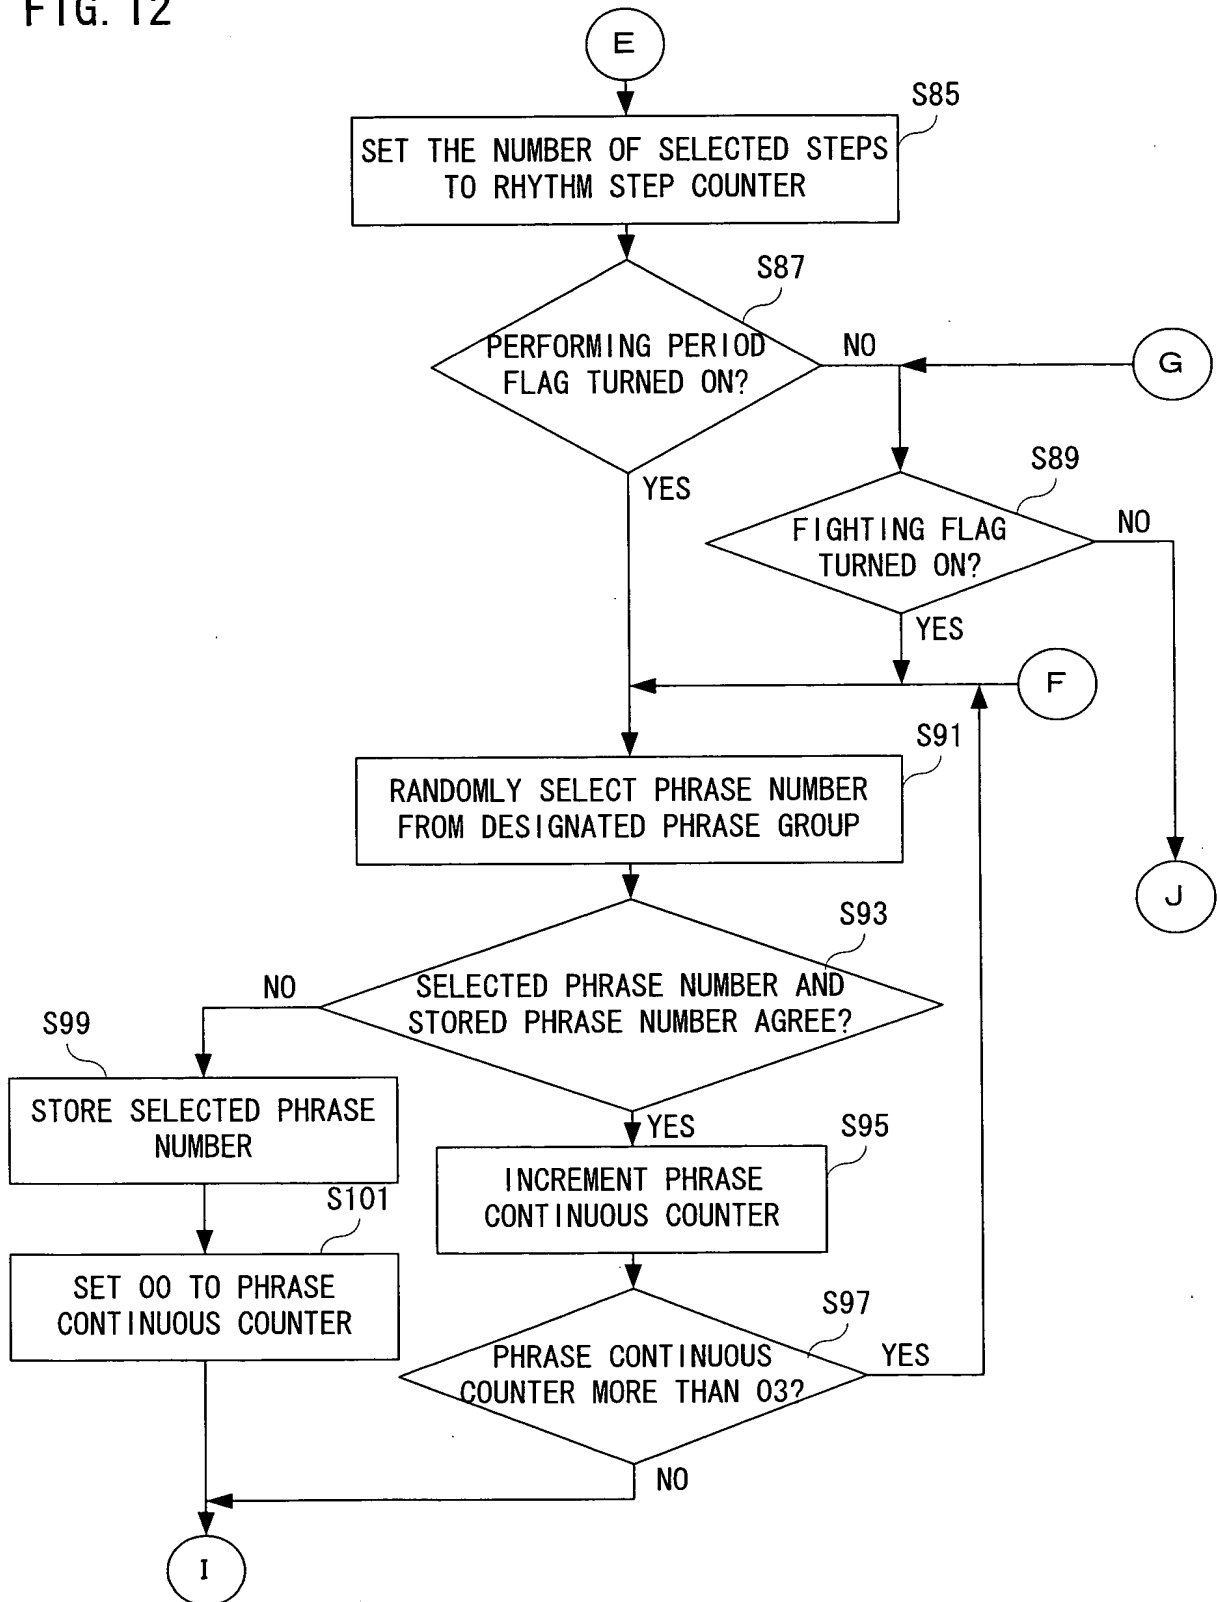 FIG. 12
E
S85
SET THE NUMBER OF SELECTED STEPS
TO RHYTHM STEP COUNTER
S87
PERFORMING PERIOD
FLAG TURNED ON?
NO
G
YES
S89
FIGHTING FLAG
TURNED ON?
NO
YES
F
S91
RANDOMLY SELECT PHRASE NUMBER
FROM DESIGNATED PHRASE GROUP
J
S93
SELECTED PHRASE NUMBER AND
STORED PHRASE NUMBER AGREE?
NO
S99
STORE SELECTED PHRASE
NUMBER
YES
S95
INCREMENT PHRASE
CONTINUOUS COUNTER
S101
SET 00 TO PHRASE
CONTINUOUS COUNTER
S97
PHRASE CONTINUOUS
COUNTER MORE THAN 03?
YES
NO
I